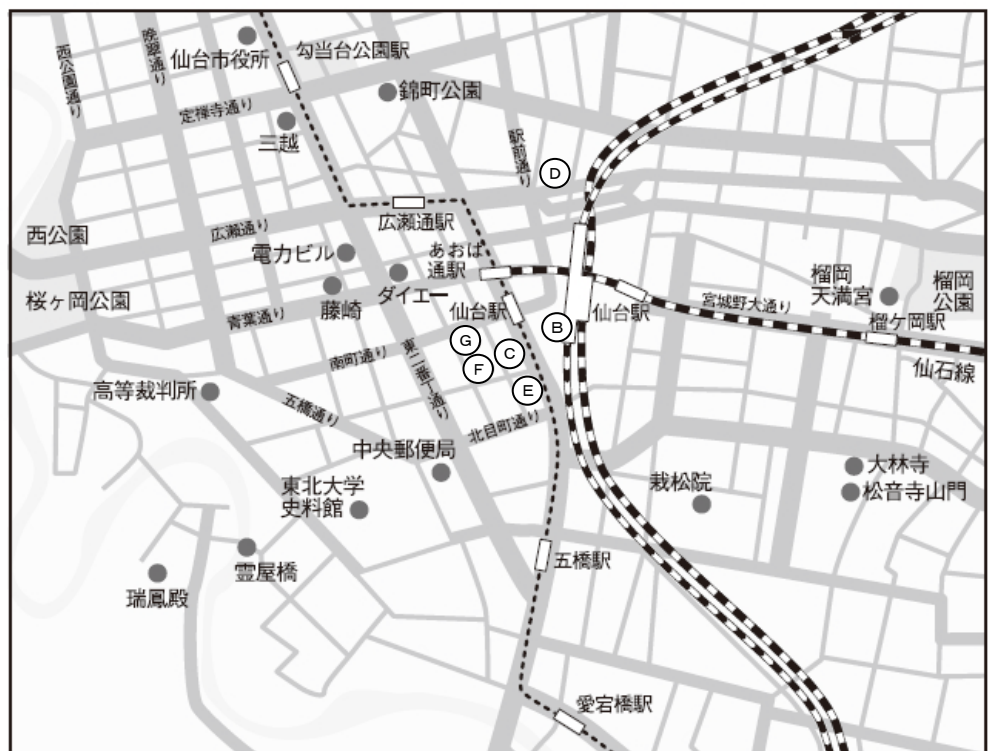 西公園通り
晩翠通り
仙台市役所
勾当台公園駅
定禅寺通り
錦町公園
三越
駅前通り
D
広瀬通り
西公園
広瀬通駅
電力ビル
あおば
通駅
ダイエー
藤崎
桜ヶ岡公園
青葉通り
仙台駅
仙台駅
宮城野大通り
榴岡
天満宮
榴岡
公園
榴ケ岡駅
仙石線
B
G
C
F
E
南町通り
東二番丁通り
高等裁判所
五橋通り
北目町通り
中央郵便局
東北大学
史料館
栽松院
大林寺
松音寺山門
霊屋橋
瑞鳳殿
五橋駅
愛宕橋駅